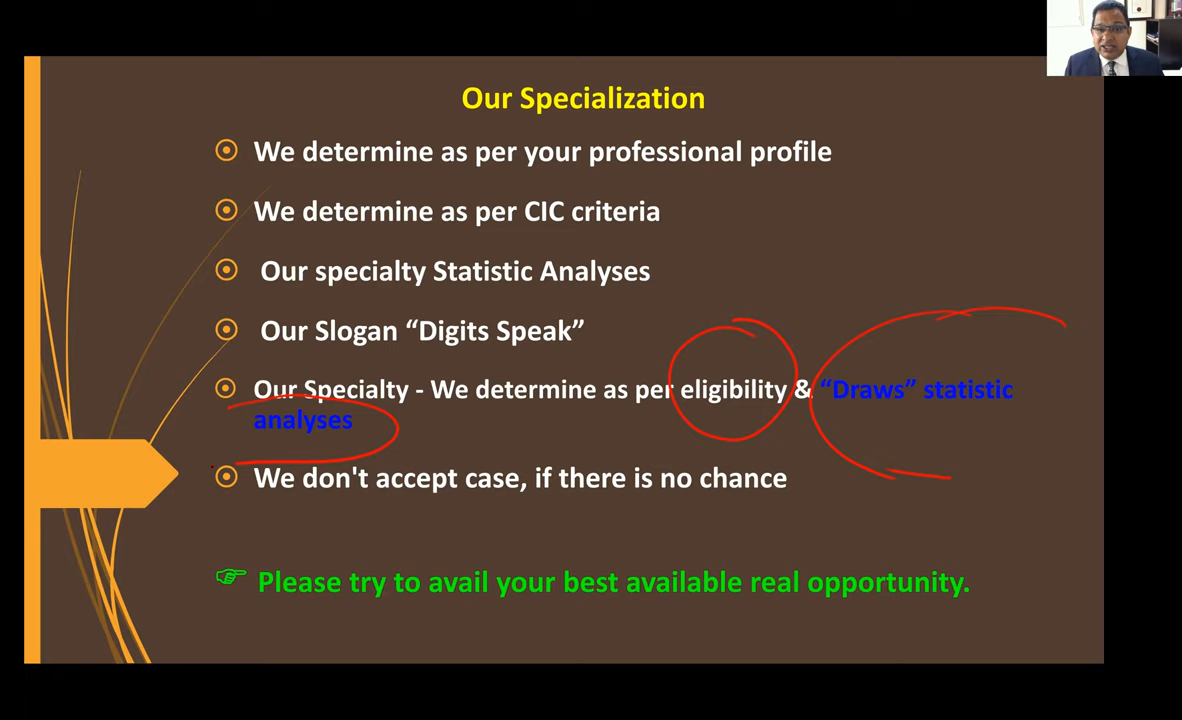 Our Specialization
We determine as per your professional profile
We determine as per CIC criteria
Our specialty Statistic Analyses
Our Slogan “Digits Speak”
Our Specialty - We determine as per eligibility & “Draws” statistic
analyses
We don't accept case, if there is no chance
Please try to avail your best available real opportunity.